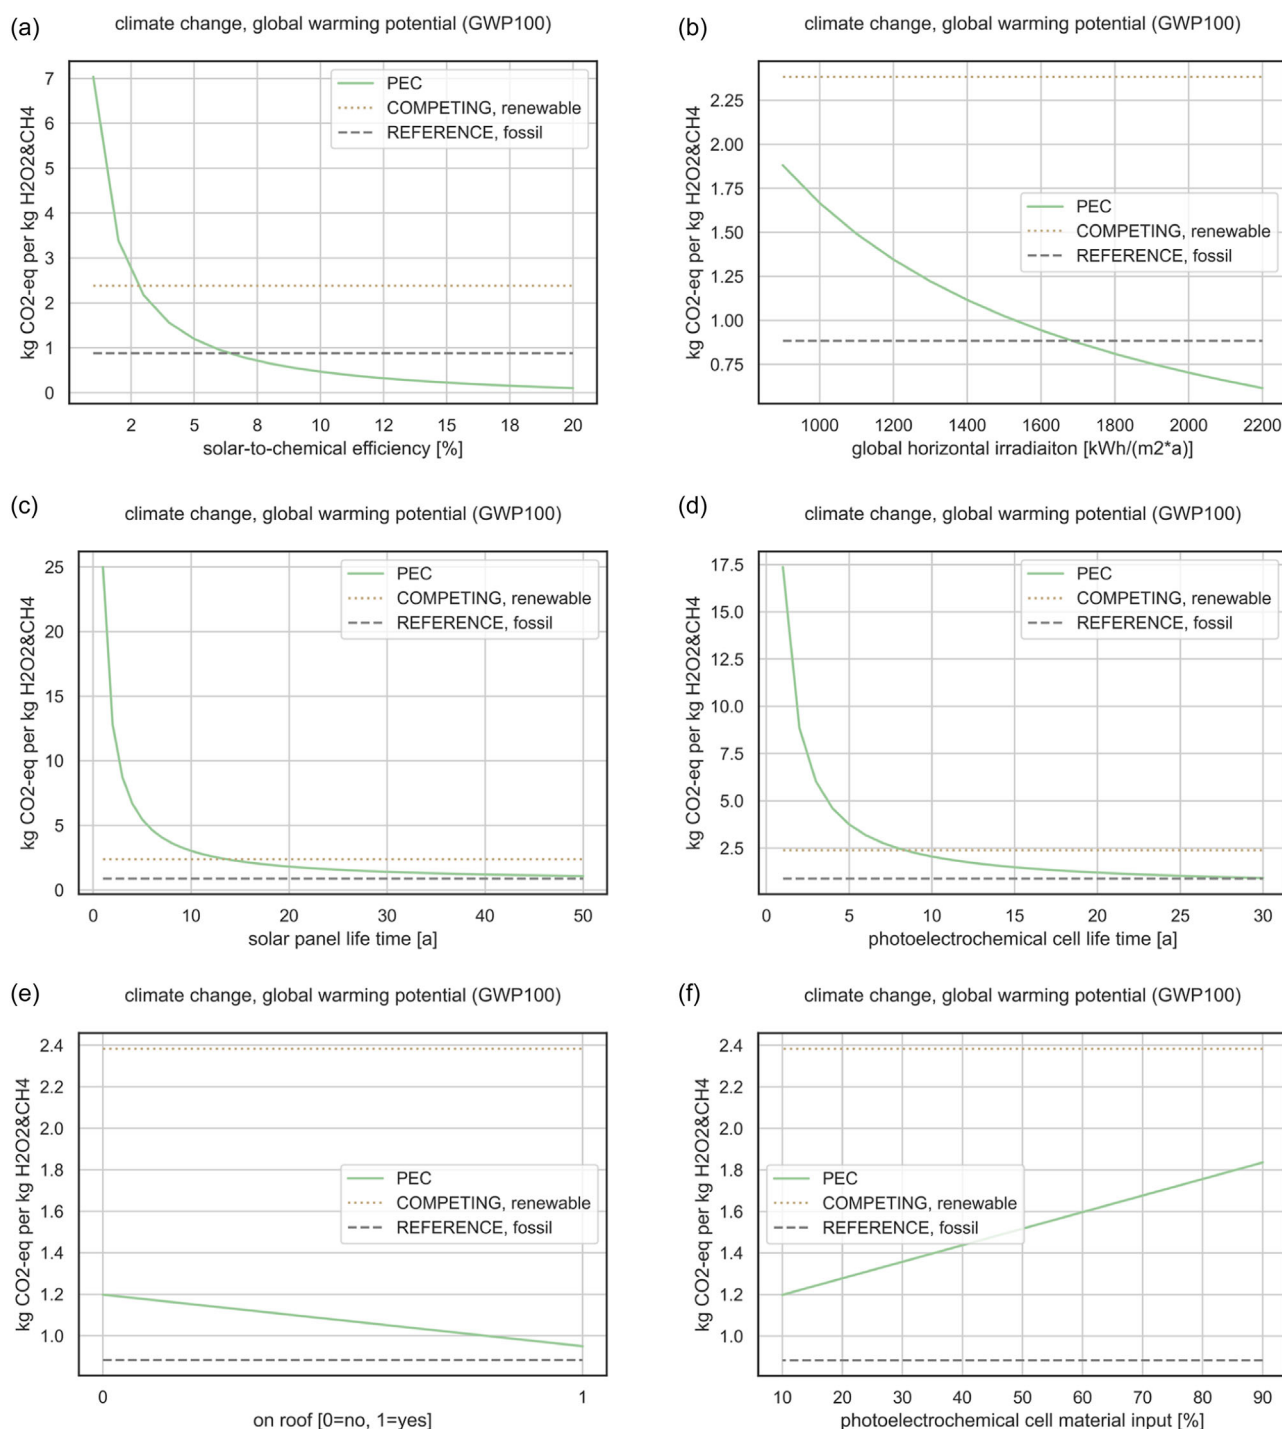 (a)
climate change, global warming potential (GWP100)
kg CO2-eq per kg H2O2&CH4
7
6
5
4
3
2
1
0
PEC
COMPETING, renewable
REFERENCE, fossil
2 5 8 10 12 15 18 20
solar-to-chemical efficiency [%]
(b)
climate change, global warming potential (GWP100)
kg CO2-eq per kg H2O2&CH4
2.25
2.00
1.75
1.50
1.25
1.00
0.75
PEC
COMPETING, renewable
REFERENCE, fossil
1000 1200 1400 1600 1800 2000 2200
global horizontal irradiaiton [kWh/(m2*a)]
(c)
climate change, global warming potential (GWP100)
kg CO2-eq per kg H2O2&CH4
25
20
15
10
5
0
PEC
COMPETING, renewable
REFERENCE, fossil
0 10 20 30 40 50
solar panel life time [a]
(d)
climate change, global warming potential (GWP100)
kg CO2-eq per kg H2O2&CH4
17.5
15.0
12.5
10.0
7.5
5.0
2.5
PEC
COMPETING, renewable
REFERENCE, fossil
0 5 10 15 20 25 30
photoelectrochemical cell life time [a]
(e)
climate change, global warming potential (GWP100)
kg CO2-eq per kg H2O2&CH4
2.4
2.2
2.0
1.8
1.6
1.4
1.2
1.0
PEC
COMPETING, renewable
REFERENCE, fossil
0 1
on roof [0=no, 1=yes]
(f)
climate change, global warming potential (GWP100)
kg CO2-eq per kg H2O2&CH4
2.4
2.2
2.0
1.8
1.6
1.4
1.2
1.0
PEC
COMPETING, renewable
REFERENCE, fossil
10 20 30 40 50 60 70 80 90
photoelectrochemical cell material input [%]